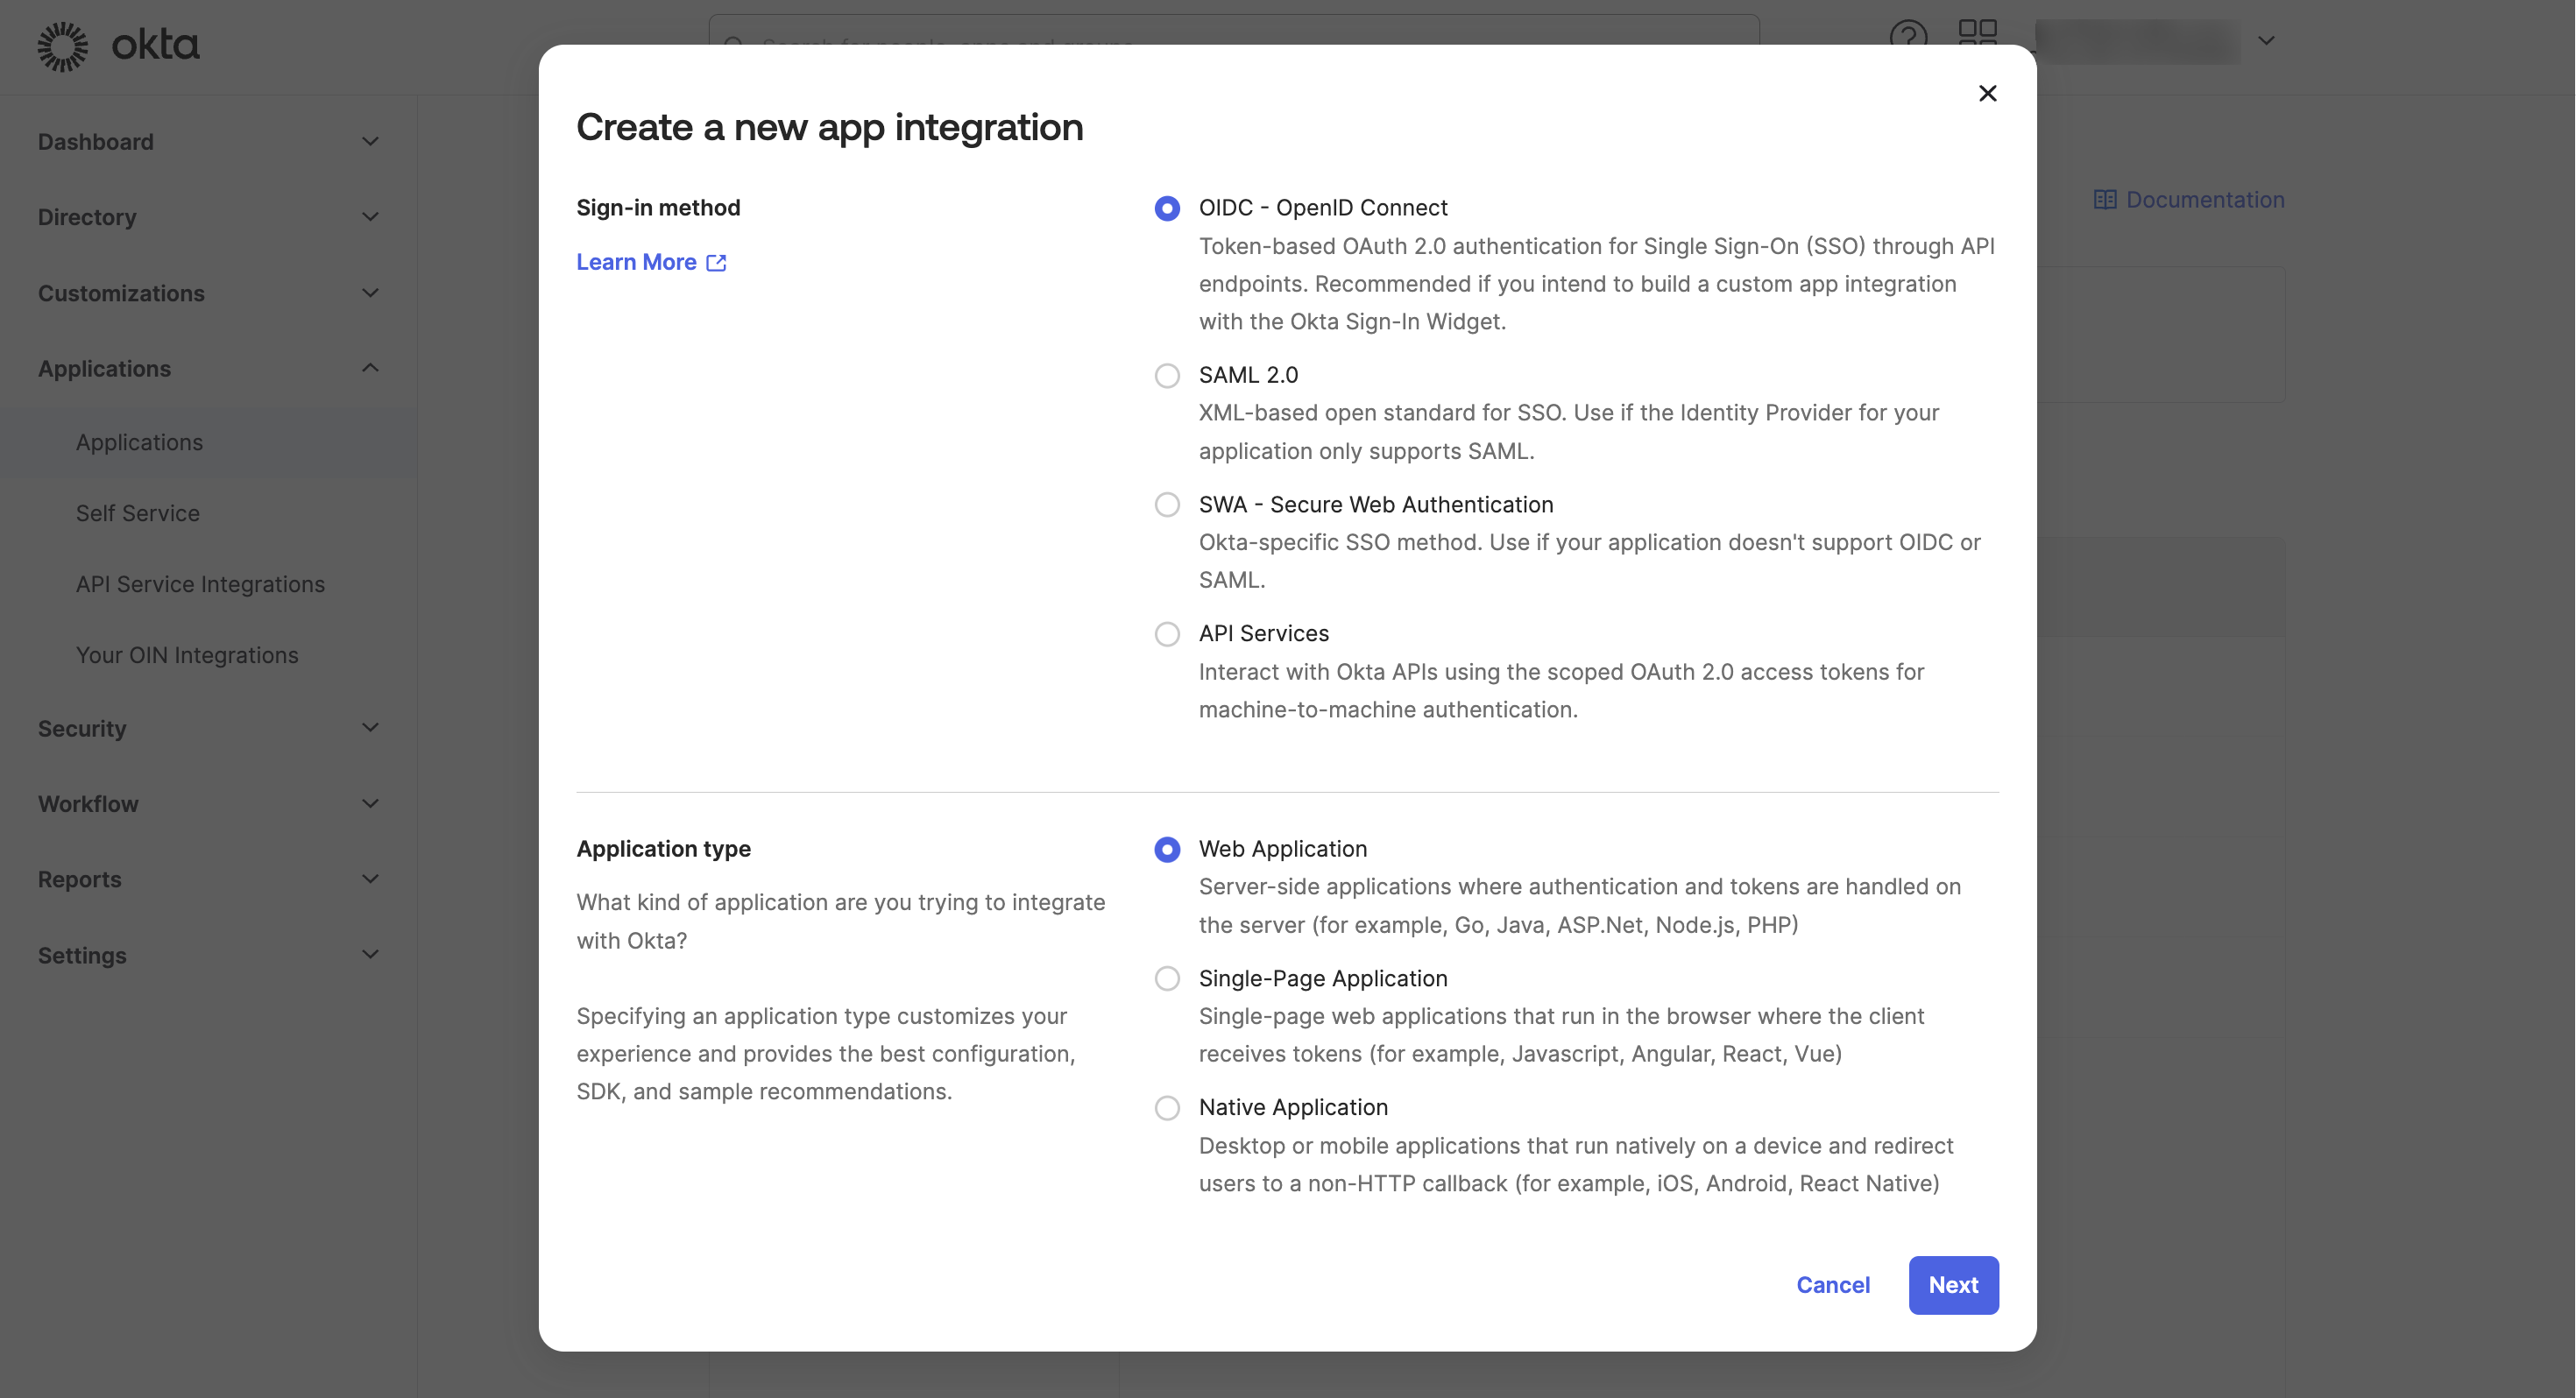 okta
Search for people, apps and groups
Create a new app integration
Dashboard
Directory
Customizations
Applications
Applications
Self Service
API Service Integrations
Your OIN Integrations
Security
Workflow
Reports
Settings
Documentation
Sign-in method
Learn More
OIDC - OpenID Connect
Token-based OAuth 2.0 authentication for Single Sign-On (SSO) through API
endpoints. Recommended if you intend to build a custom app integration
with the Okta Sign-In Widget.
SAML 2.0
XML-based open standard for SSO. Use if the Identity Provider for your
application only supports SAML.
SWA - Secure Web Authentication
Okta-specific SSO method. Use if your application doesn't support OIDC or
SAML.
API Services
Interact with Okta APIs using the scoped OAuth 2.0 access tokens for
machine-to-machine authentication.
Application type
What kind of application are you trying to integrate
with Okta?
Specifying an application type customizes your
experience and provides the best configuration,
SDK, and sample recommendations.
Web Application
Server-side applications where authentication and tokens are handled on
the server (for example, Go, Java, ASP.Net, Node.js, PHP)
Single-Page Application
Single-page web applications that run in the browser where the client
receives tokens (for example, Javascript, Angular, React, Vue)
Native Application
Desktop or mobile applications that run natively on a device and redirect
users to a non-HTTP callback (for example, iOS, Android, React Native)
Cancel
Next